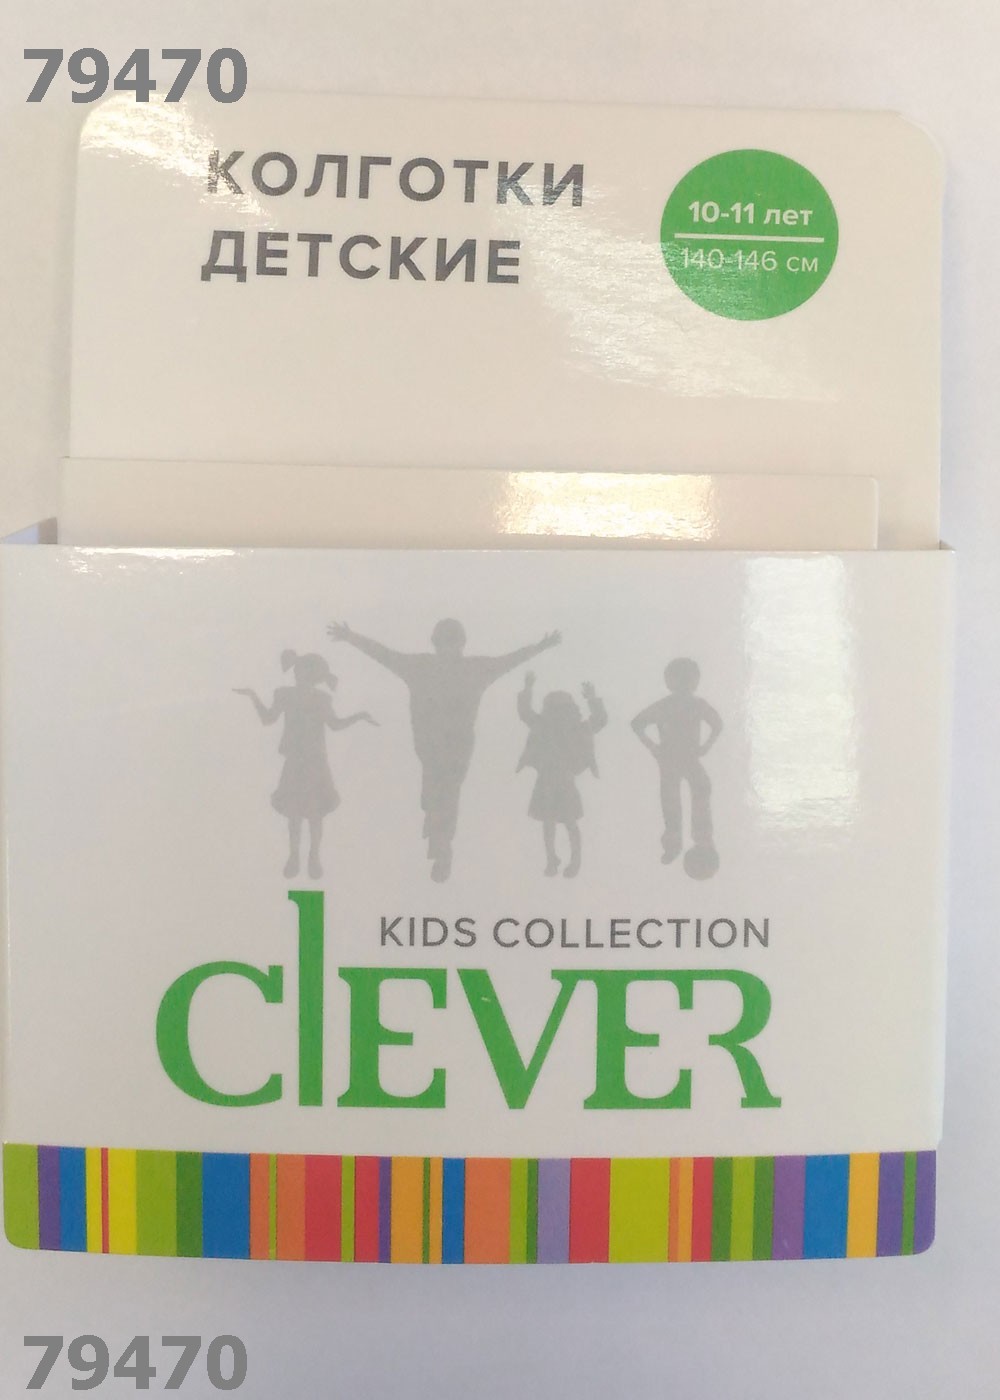 79470
КОЛГОТКИ
ДЕТСКИЕ
10-11 лет
140-146 см
KIDS COLLECTION
ClEVER
79470